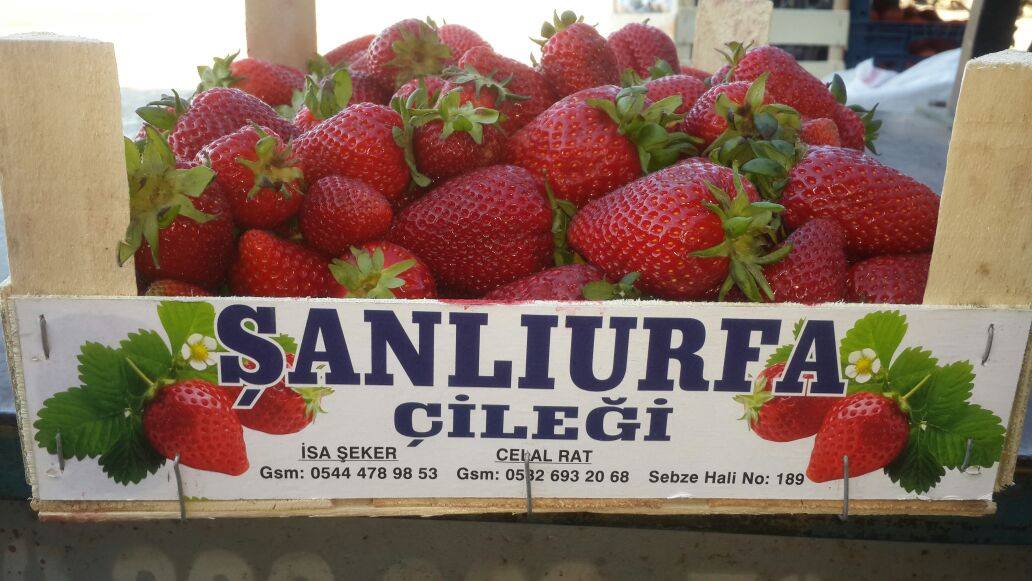 ŞANLIURFA
ÇİLEĞİ
İSA ŞEKER CELAL RAT
Gsm: 0544 478 98 53 Gsm: 0532 693 20 68 Sebze Hali No: 189